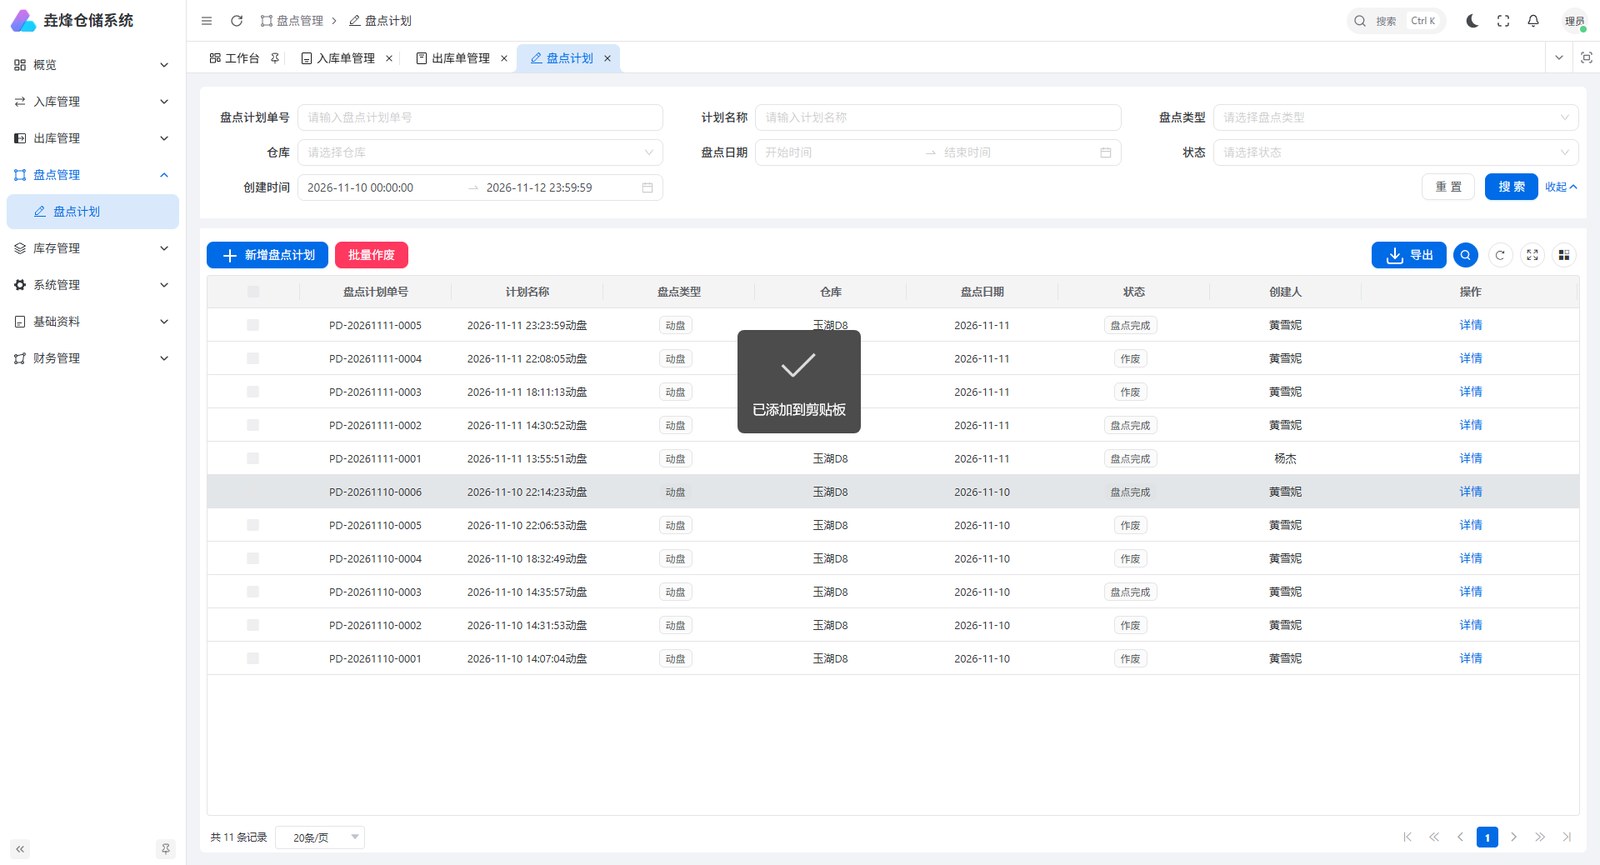 垚烽仓储系统
盘点管理 > 盘点计划
搜索 Ctrl K
理员
工作台 入库单管理 × 出库单管理 × 盘点计划 ×
概览
入库管理
出库管理
盘点管理
盘点计划
库存管理
系统管理
基础资料
财务管理
盘点计划单号 请输入盘点计划单号 计划名称 请输入计划名称 盘点类型 请选择盘点类型
仓库 请选择仓库 盘点日期 开始时间 → 结束时间 状态 请选择状态
创建时间 2026-11-10 00:00:00 → 2026-11-12 23:59:59 重置 搜索 收起
新增盘点计划 批量作废 导出
盘点计划单号 计划名称 盘点类型 仓库 盘点日期 状态 创建人 操作
PD-20261111-0005 2026-11-11 23:23:59动盘 动盘 玉湖D8 2026-11-11 盘点完成 黄雪妮 详情
PD-20261111-0004 2026-11-11 22:08:05动盘 动盘 2026-11-11 作废 黄雪妮 详情
PD-20261111-0003 2026-11-11 18:11:13动盘 动盘 2026-11-11 作废 黄雪妮 详情
PD-20261111-0002 2026-11-11 14:30:52动盘 动盘 2026-11-11 盘点完成 黄雪妮 详情
已添加到剪贴板
PD-20261111-0001 2026-11-11 13:55:51动盘 动盘 玉湖D8 2026-11-11 盘点完成 杨杰 详情
PD-20261110-0006 2026-11-10 22:14:23动盘 动盘 玉湖D8 2026-11-10 盘点完成 黄雪妮 详情
PD-20261110-0005 2026-11-10 22:06:53动盘 动盘 玉湖D8 2026-11-10 作废 黄雪妮 详情
PD-20261110-0004 2026-11-10 18:32:49动盘 动盘 玉湖D8 2026-11-10 作废 黄雪妮 详情
PD-20261110-0003 2026-11-10 14:35:57动盘 动盘 玉湖D8 2026-11-10 盘点完成 黄雪妮 详情
PD-20261110-0002 2026-11-10 14:31:53动盘 动盘 玉湖D8 2026-11-10 作废 黄雪妮 详情
PD-20261110-0001 2026-11-10 14:07:04动盘 动盘 玉湖D8 2026-11-10 作废 黄雪妮 详情
共 11 条记录 20条/页 1